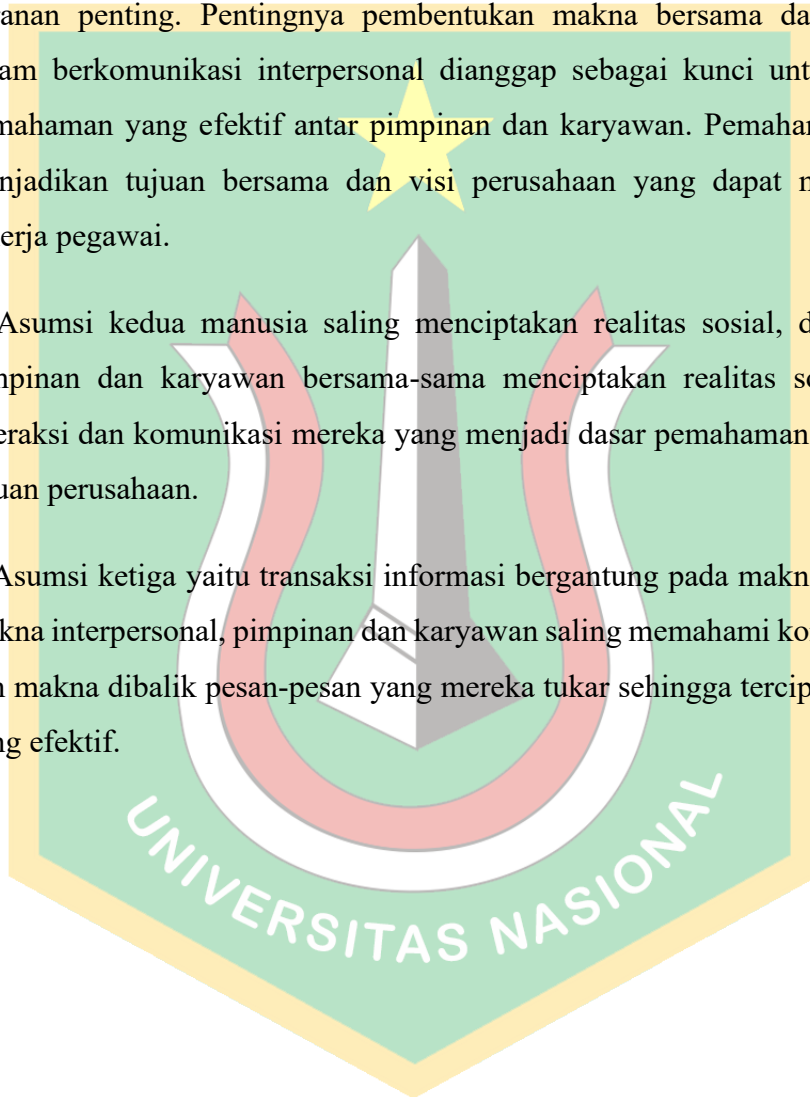 anan penting. Pentingnya pembentukan makna bersama da
am berkomunikasi interpersonal dianggap sebagai kunci unt
mahaman yang efektif antar pimpinan dan karyawan. Pemahar
njadikan tujuan bersama dan visi perusahaan yang dapat m
erja pegawai.
Asumsi kedua manusia saling menciptakan realitas sosial, d
npinan dan karyawan bersama-sama menciptakan realitas so
eraksi dan komunikasi mereka yang menjadi dasar pemahaman
uan perusahaan.
Asumsi ketiga yaitu transaksi informasi bergantung pada makn
kna interpersonal, pimpinan dan karyawan saling memahami ko
n makna dibalik pesan-pesan yang mereka tukar sehingga tercip
ng efektif.
UNIVERSITAS NASIONAL